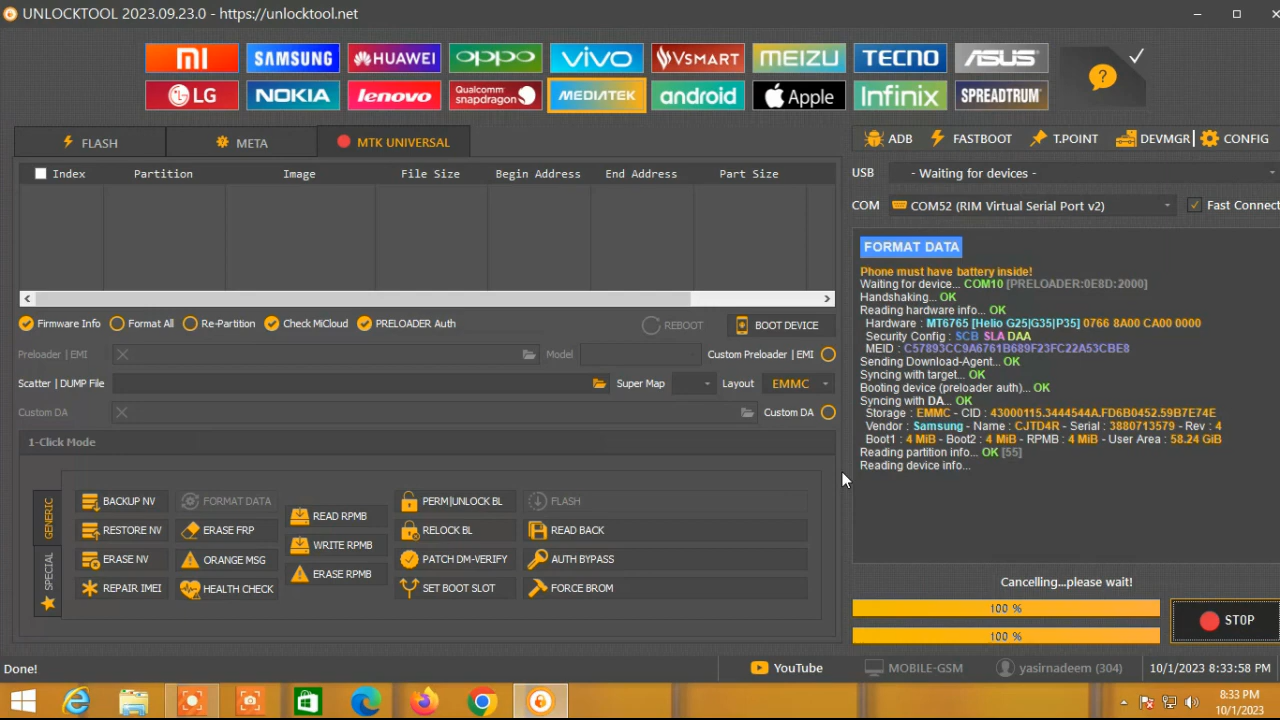 UNLOCKTOOL 2023.09.23.0 - https://unlocktool.net
mi SAMSUNG HUAWEI oppo vivo VSMART MEIZU TECNO ASUS
LG NOKIA lenovo Qualcomm snapdragon MEDIATEK android Apple Infinix SPREADTRUM
?
FLASH META MTK UNIVERSAL
ADB FASTBOOT T.POINT DEVMGR CONFIG
Index Partition Image File Size Begin Address End Address Part Size
USB - Waiting for devices -
COM COM52 (RIM Virtual Serial Port v2) Fast Connect
FORMAT DATA
Phone must have battery inside!
Waiting for device... COM10 [PRELOADER:0E8D:2000]
Handshaking... OK
Reading hardware info... OK
Hardware : MT6765 [Helio G25|G35|P35] 0766 8A00 CA00 0000
Security Config : SCB SLA DAA
MEID : C57893CC9A6761B689F23FC22A53CBE8
Sending Download-Agent... OK
Syncing with target... OK
Booting device (preloader auth)... OK
Syncing with DA... OK
Storage : EMMC - CID : 43000115.3444544A.FD6B0452.59B7E74E
Vendor : Samsung - Name : CJTD4R - Serial : 3880713579 - Rev : 4
Boot1 : 4 MiB - Boot2 : 4 MiB - RPMB : 4 MiB - User Area : 58.24 GiB
Reading partition info... OK [55]
Reading device info...
Firmware Info Format All Re-Partition Check MiCloud PRELOADER Auth REBOOT BOOT DEVICE
Preloader | EMI Model Custom Preloader | EMI
Scatter | DUMP File Super Map Layout EMMC
Custom DA Custom DA
1-Click Mode
GENERIC
SPECIAL
BACKUP NV FORMAT DATA READ RPMB PERM|UNLOCK BL FLASH
RESTORE NV ERASE FRP WRITE RPMB RELOCK BL READ BACK
ERASE NV ORANGE MSG ERASE RPMB PATCH DM-VERIFY AUTH BYPASS
REPAIR IMEI HEALTH CHECK SET BOOT SLOT FORCE BROM
Cancelling...please wait!
100 %
100 %
STOP
Done! YouTube MOBILE-GSM yasirnadeem (304) 10/1/2023 8:33:58 PM
8:33 PM
10/1/2023